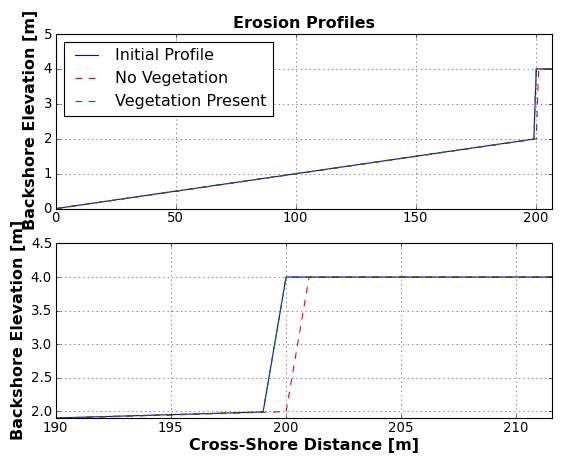 Erosion Profiles
Backshore Elevation [m]
5
4
3
2
1
0
Initial Profile
No Vegetation
Vegetation Present
0 50 100 150 200
Backshore Elevation [m]
4.5
4.0
3.5
3.0
2.5
2.0
190 195 200 205 210
Cross-Shore Distance [m]